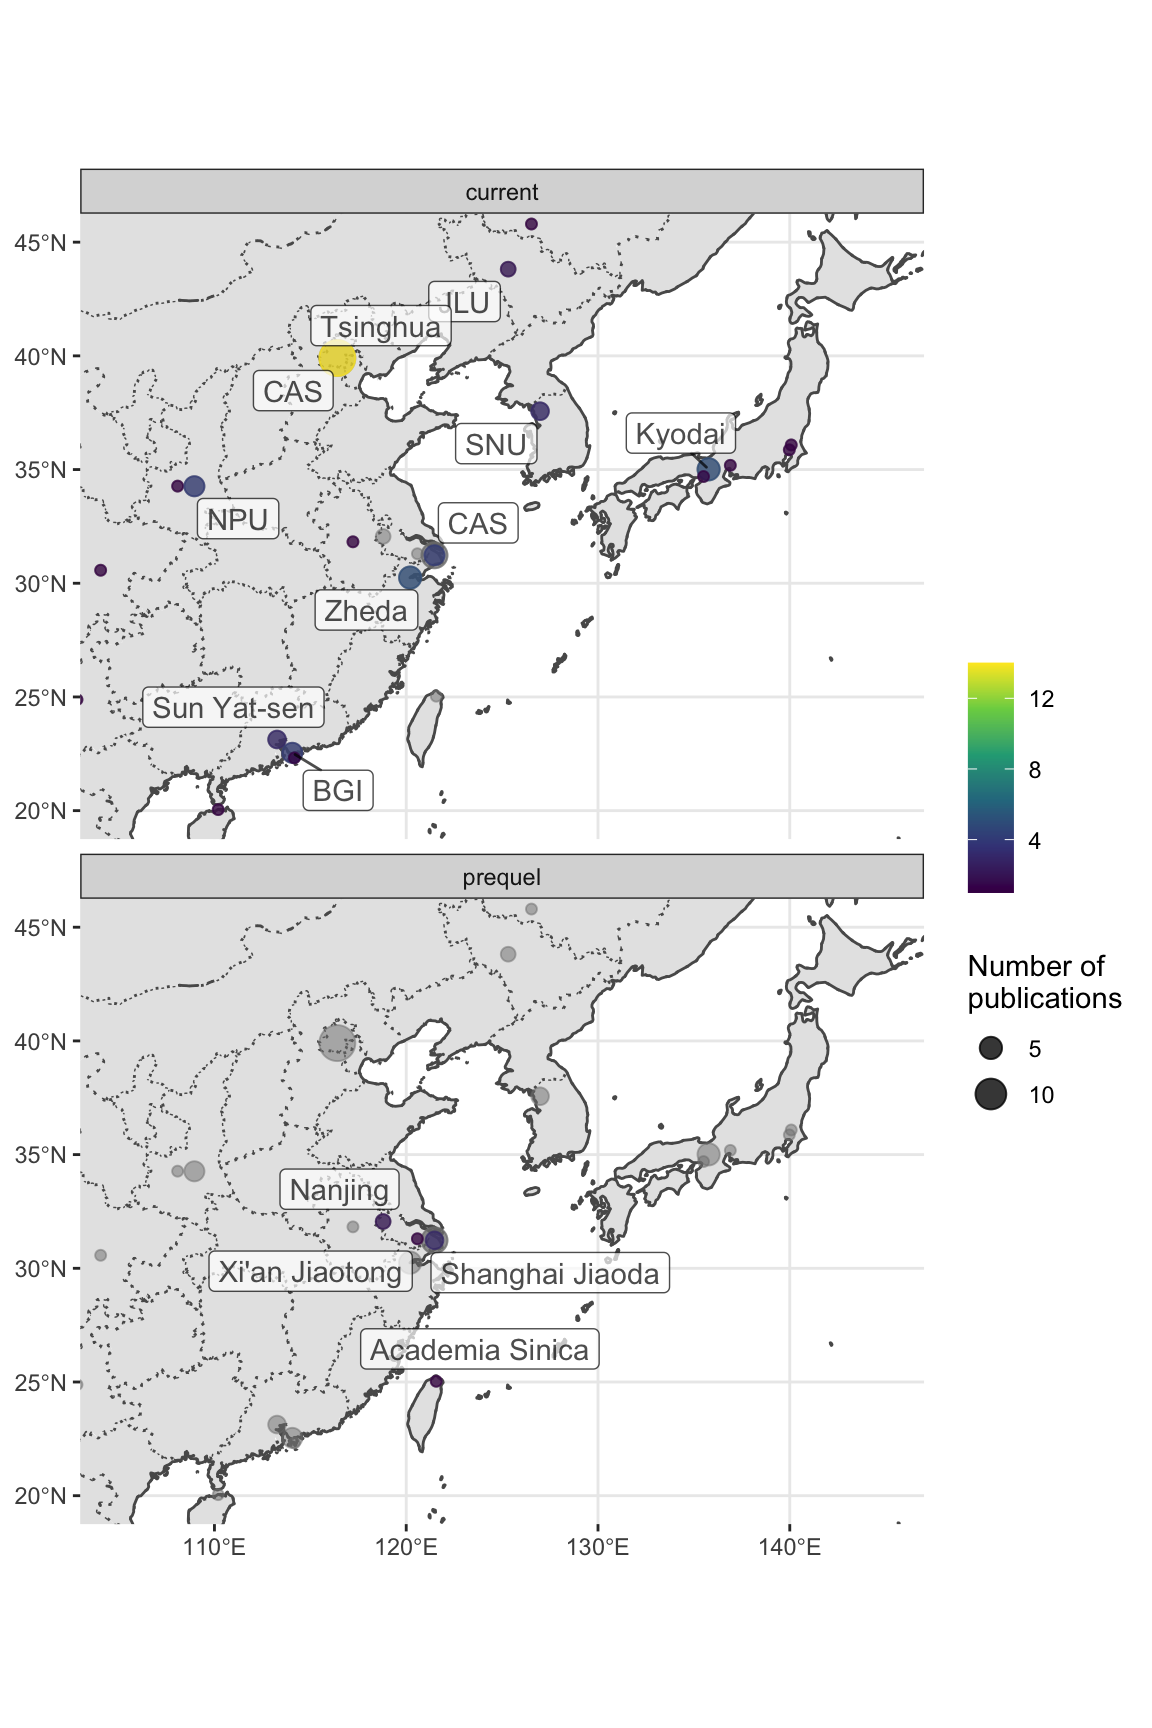 current
45°N
40°N
35°N
30°N
25°N
20°N
JLU
Tsinghua
CAS
SNU
Kyodai
NPU
CAS
Zheda
Sun Yat-sen
BGI
prequel
45°N
40°N
35°N
30°N
25°N
20°N
Nanjing
Xi'an Jiaotong
Shanghai Jiaoda
Academia Sinica
110°E
120°E
130°E
140°E
12
8
4
Number of
publications
5
10